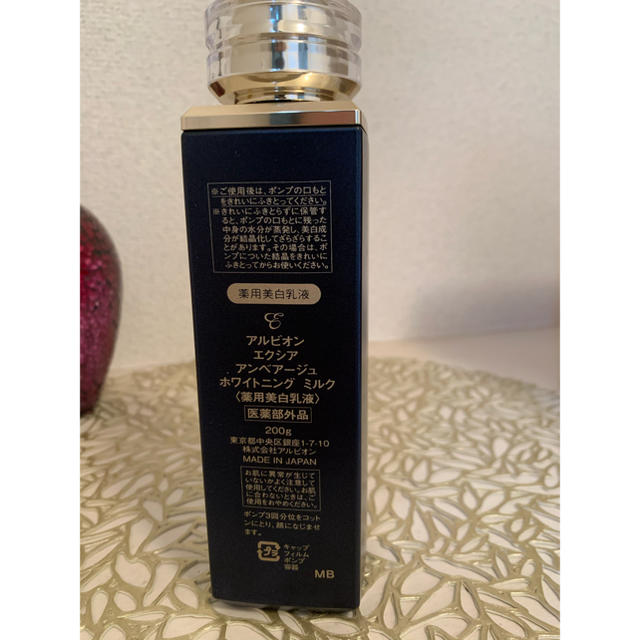 ※ご使用後は、ポンプの口もと
をきれいにふきとってください。
※きれいにふきとらずに保管す
ると、ポンプの口もとに残った
中身の水分が蒸発し、美白成
分が結晶化してざらざらするこ
とがあります。その場合は、ポ
ンプについた結晶をきれいに
ふきとってからお使いください。
薬用美白乳液
アルビオン
エクシア
アンベアージュ
ホワイトニング ミルク
〈薬用美白乳液〉
医薬部外品
200g
東京都中央区銀座1-7-10
株式会社アルビオン
MADE IN JAPAN
お肌に異常が生じて
いないかよく注意して
使用してください。お肌
に合わないときは、ご
使用をおやめください。
ポンプ3回分位をコット
ンにとり、顔になじませ
ます。
プラ
キャップ
フィルム
ポンプ
容器
MB